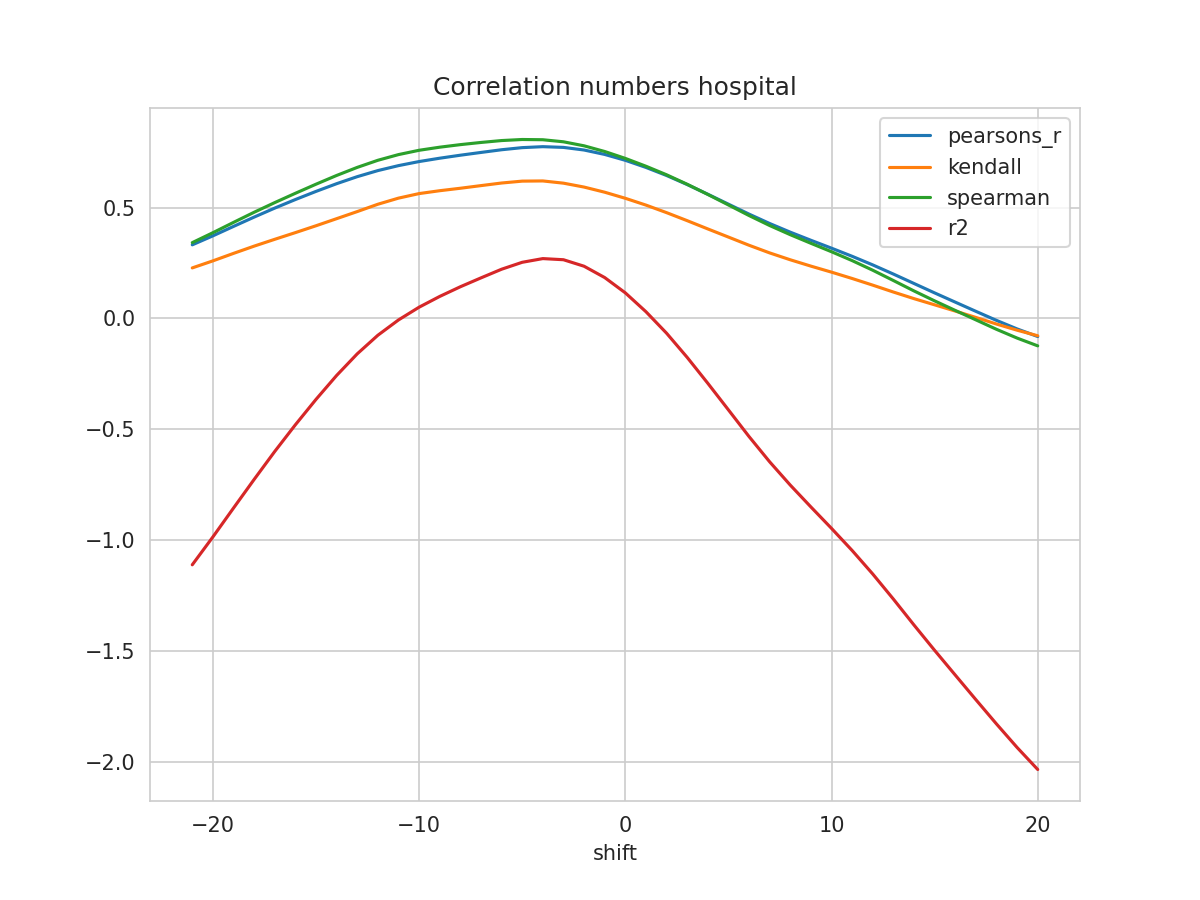 Correlation numbers hospital
pearsons_r
kendall
spearman
r2
0.5
0.0
−0.5
−1.0
−1.5
−2.0
−20 −10 0 10 20
shift